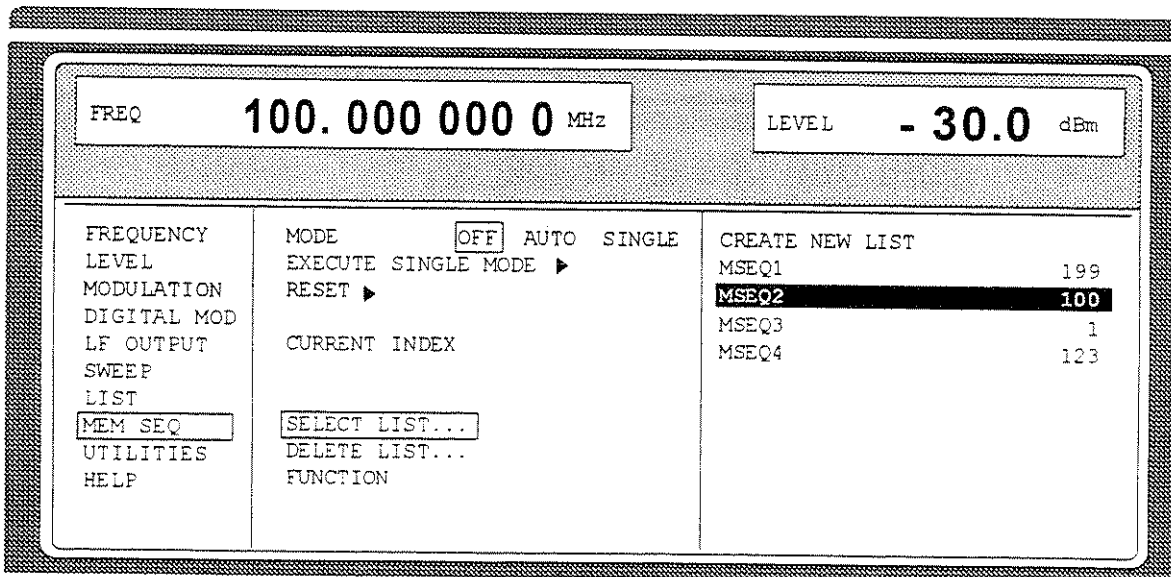 FREQ 100. 000 000 0 MHz LEVEL - 30.0 dBm
FREQUENCY
LEVEL
MODULATION
DIGITAL MOD
LF OUTPUT
SWEEP
LIST
MEM SEQ
UTILITIES
HELP
MODE OFF AUTO SINGLE
EXECUTE SINGLE MODE ▶
RESET ▶
CURRENT INDEX
SELECT LIST...
DELETE LIST...
FUNCTION
CREATE NEW LIST
MSEQ1 199
MSEQ2 100
MSEQ3 1
MSEQ4 123